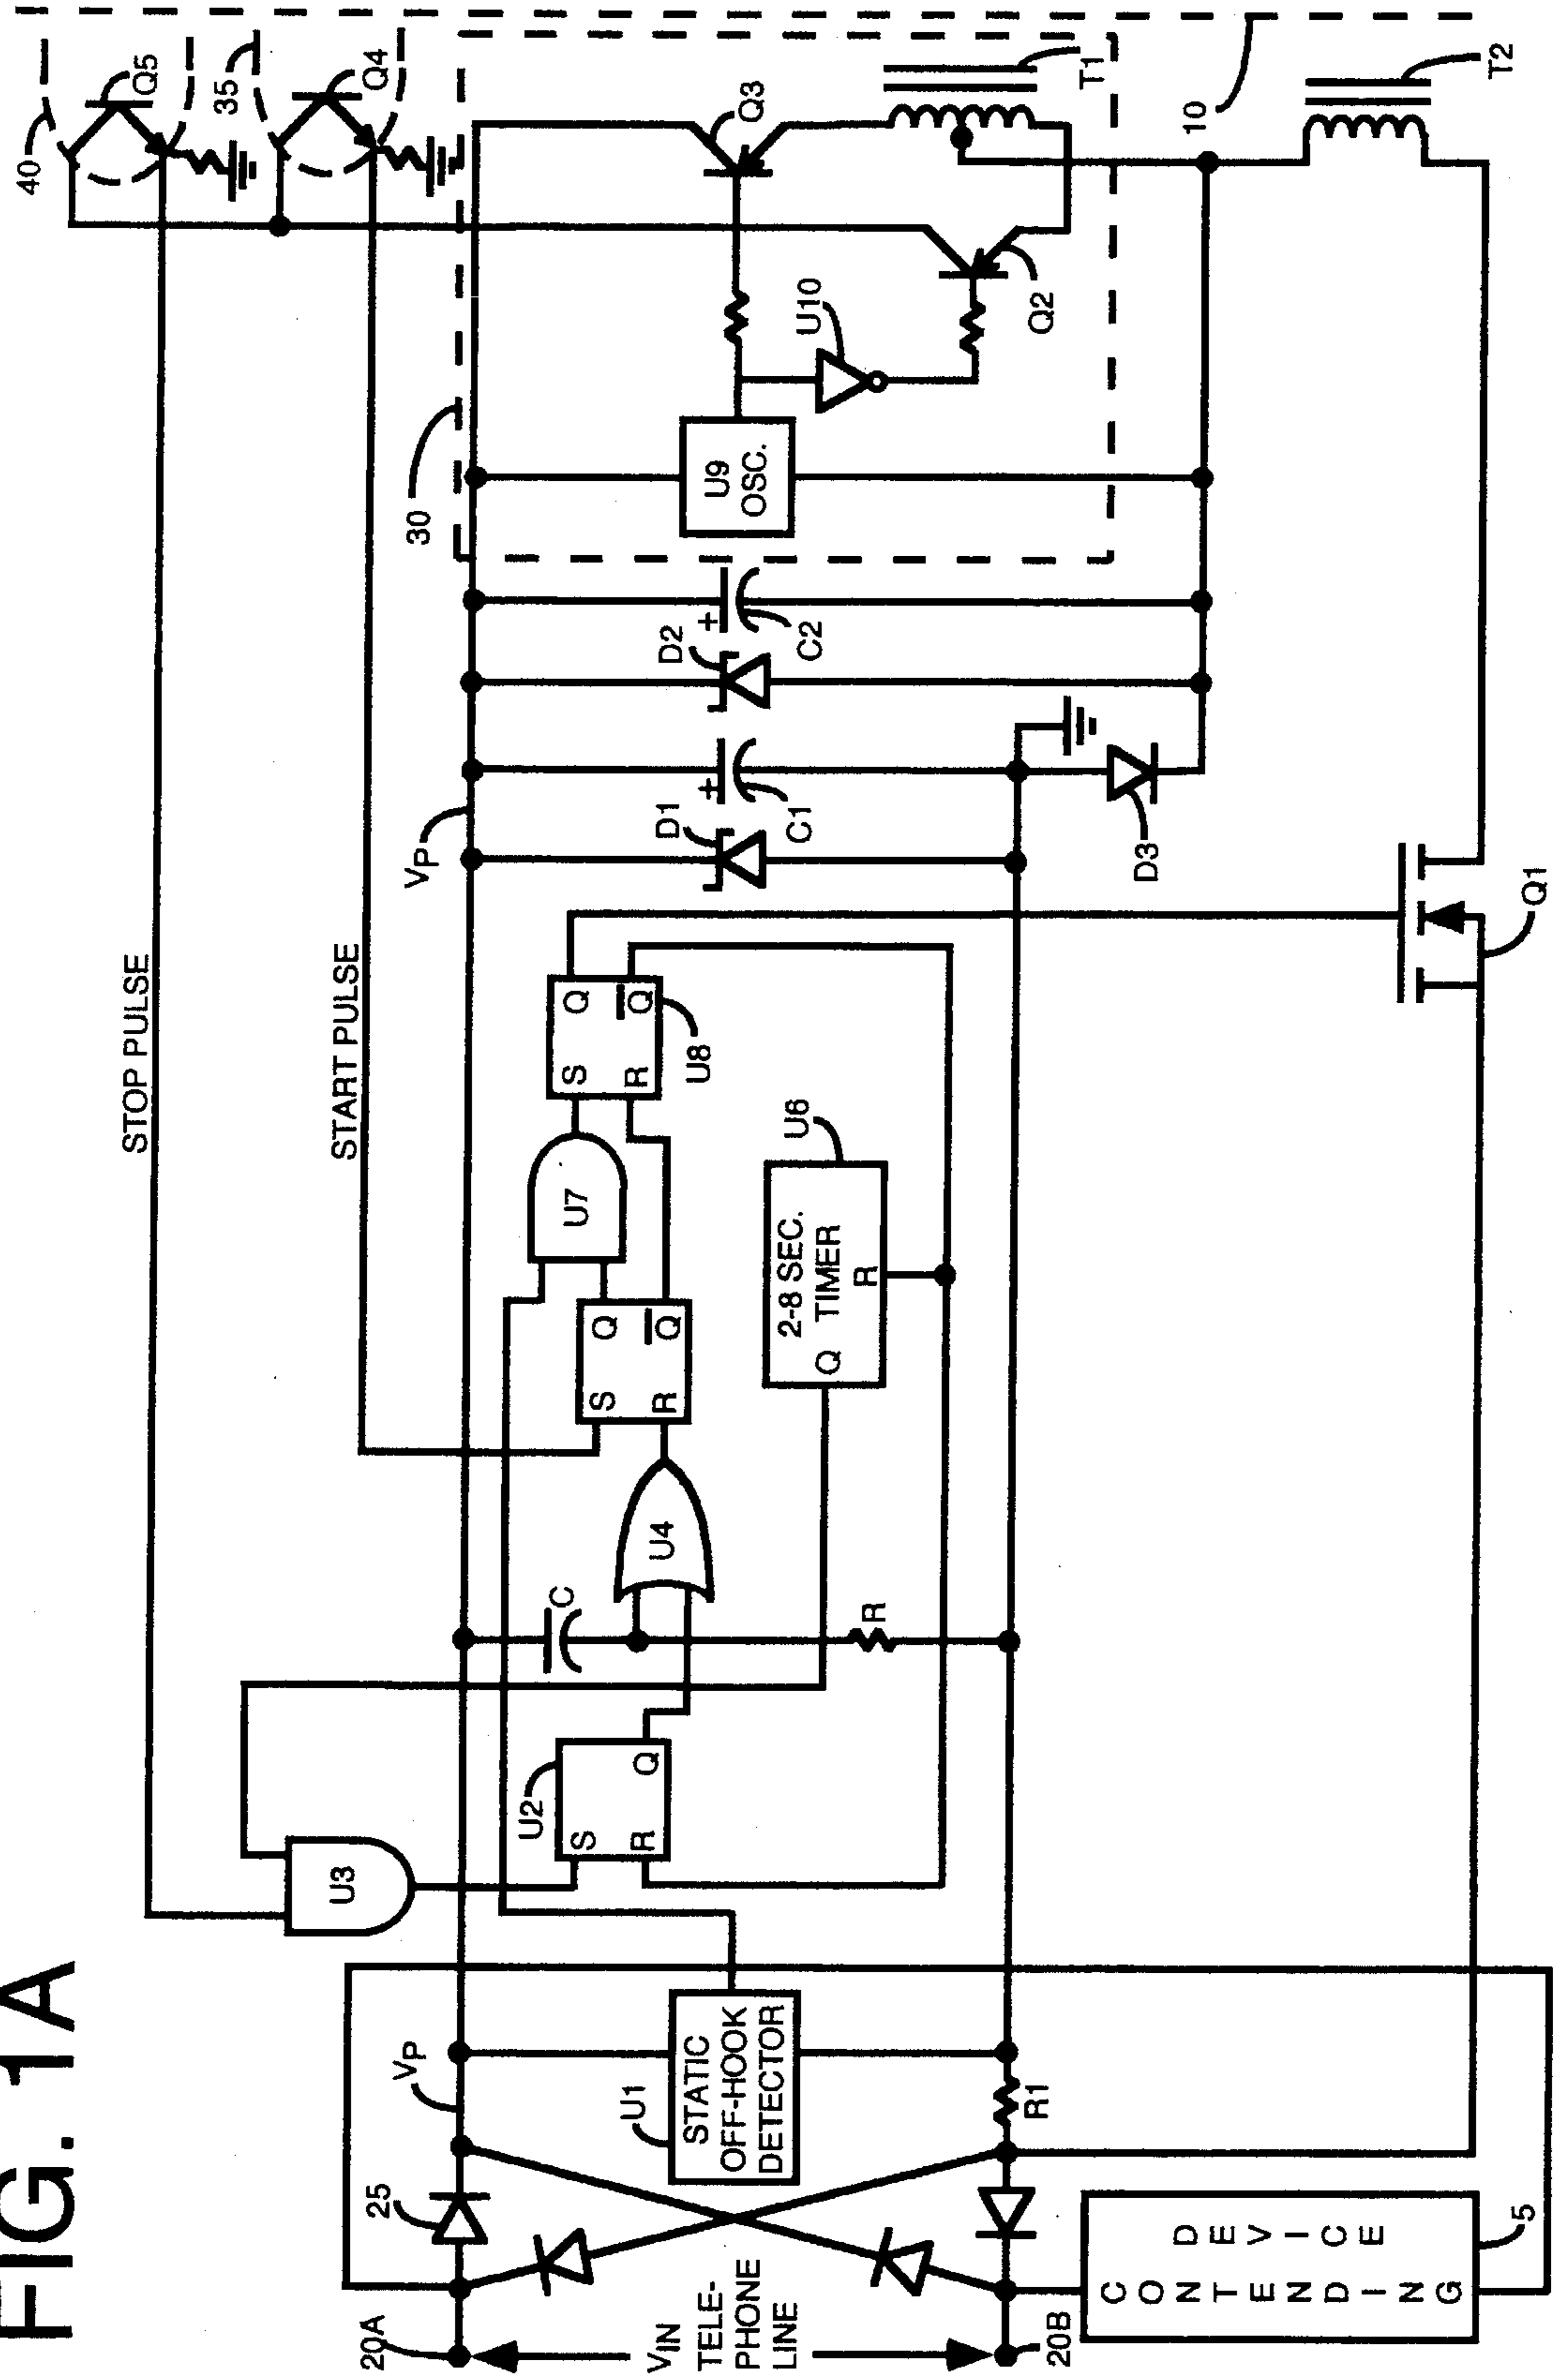 FIG. 1A
STOP PULSE
START PULSE
40
Q5
35
Q4
VP
VP
30
U3
U2
S
R
Q
C
U4
R
S
R
Q
Q
U7
S
R
Q
Q
U8
2-8 SEC.
TIMER
Q
R
U6
D1
+
C1
D2
+
C2
D3
U9
OSC.
U10
Q3
Q2
T1
10
T2
Q1
20A
25
U1
STATIC
OFF-HOOK
DETECTOR
R1
VIN
TELE-
PHONE
LINE
20B
CONTENDING
DEVICE
5